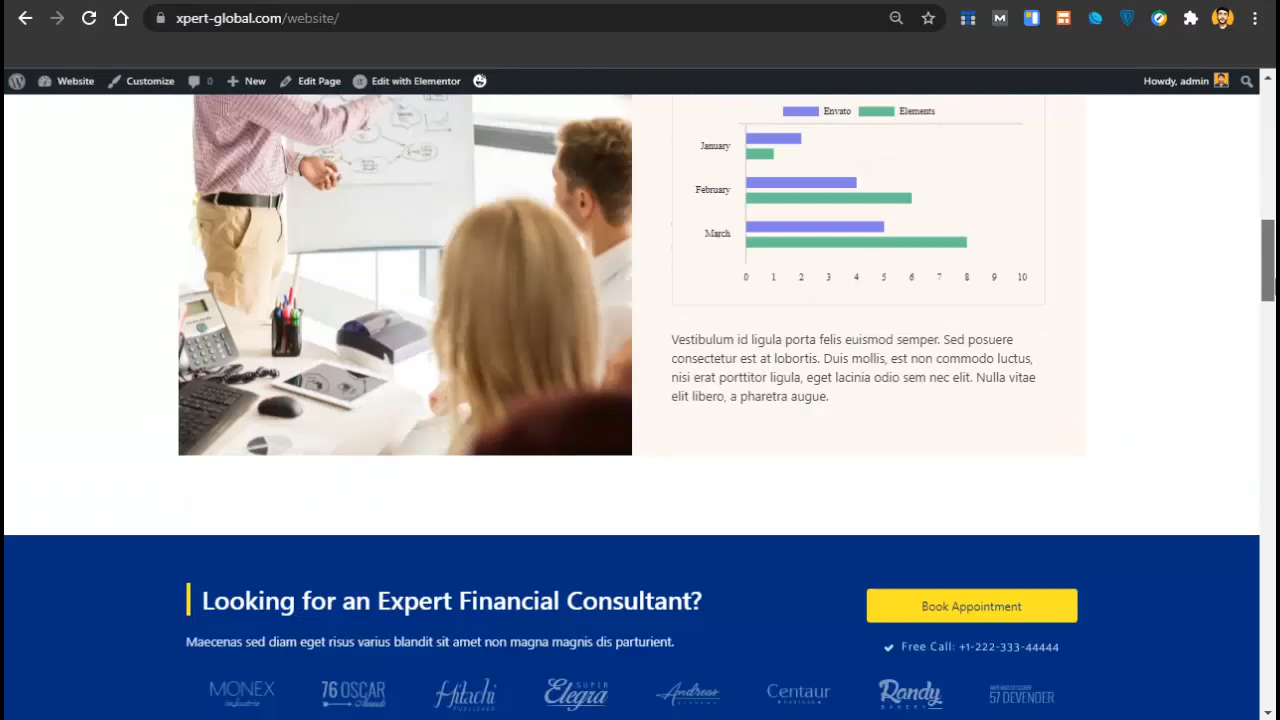 xpert-global.com/website/
Website Customize 0 New Edit Page Edit with Elementor Howdy, admin
Envato Elements
January
February
March
0 1 2 3 4 5 6 7 8 9 10
Vestibulum id ligula porta felis euismod semper. Sed posuere
consectetur est at lobortis. Duis mollis, est non commodo luctus,
nisi erat porttitor ligula, eget lacinia odio sem nec elit. Nulla vitae
elit libero, a pharetra augue.
Looking for an Expert Financial Consultant?
Book Appointment
Maecenas sed diam eget risus varius blandit sit amet non magna magnis dis parturient.
Free Call: +1-222-333-44444
MONEX 76 OSCAR Hitachi SUPER Elegra Andreas Centaur Randy 57 DEVENDER
PUBLISHER BAKERY